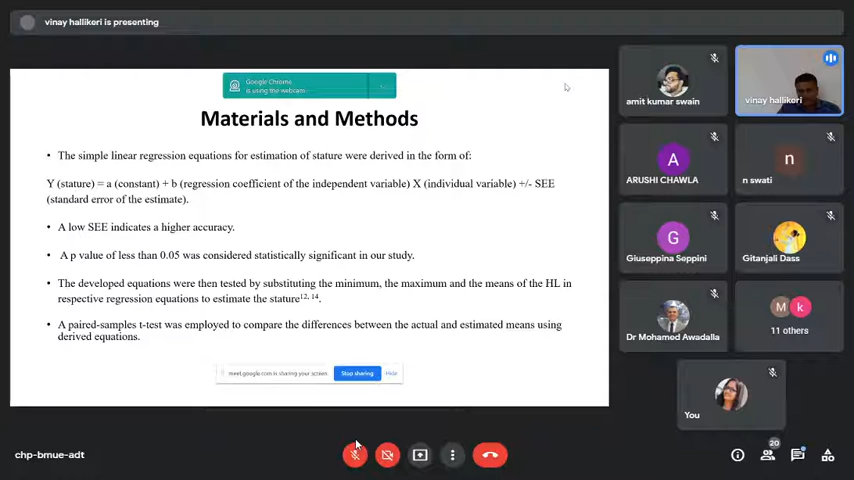 vinay hallikeri is presenting
Google Chrome
is using the webcam
Materials and Methods
• The simple linear regression equations for estimation of stature were derived in the form of:
Y (stature) = a (constant) + b (regression coefficient of the independent variable) X (individual variable) +/- SEE
(standard error of the estimate).
• A low SEE indicates a higher accuracy.
• A p value of less than 0.05 was considered statistically significant in our study.
• The developed equations were then tested by substituting the minimum, the maximum and the means of the HL in
respective regression equations to estimate the stature12, 14.
• A paired-samples t-test was employed to compare the differences between the actual and estimated means using
derived equations.
meet.google.com is sharing your screen. Stop sharing Hide
amit kumar swain
vinay hallikeri
A
ARUSHI CHAWLA
n
n swati
G
Giuseppina Seppini
Gitanjali Dass
Dr Mohamed Awadalla
M k
11 others
You
chp-bmue-adt
20